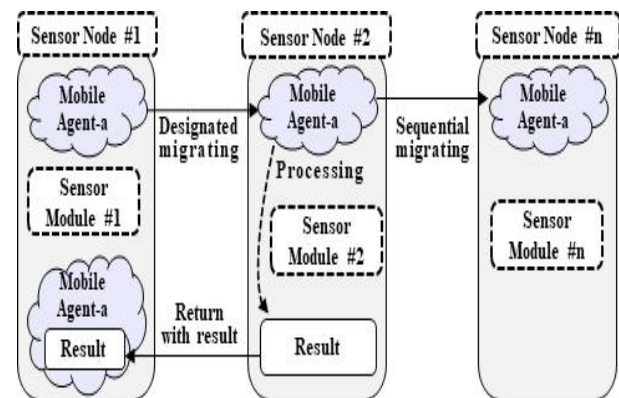 Sensor Node #1
Sensor Node #2
Sensor Node #n
Mobile
Agent-a
Designated
migrating
Mobile
Agent-a
Sequential
migrating
Mobile
Agent-a
Processing
Sensor
Module #1
Sensor
Module #2
Sensor
Module #n
Mobile
Agent-a
Result
Return
with result
Result